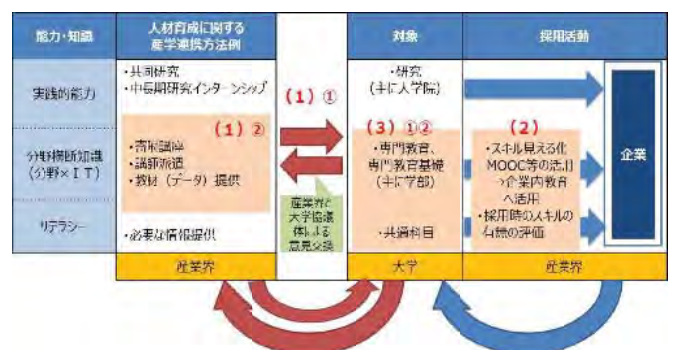 能力・知識
人材育成に関する
産学連携方法例
対象
採用活動
実践的能力
・共同研究
・中長期研究インターンシップ
(1)①
・研究
(主に大学院)
企業
分野横断知識
(分野×IT)
(1)②
・寄附講座
・講師派遣
・教材(データ)提供
(3)①②
・専門教育、
専門教育基礎
(主に学部)
(2)
・スキル見える化
MOOC等の活用
⇒企業内教育
へ活用
・採用時のスキルの
有無の評価
産業界と
大学協議
体による
意見交換
リテラシー
・必要な情報提供
・共通科目
産業界
大学
産業界